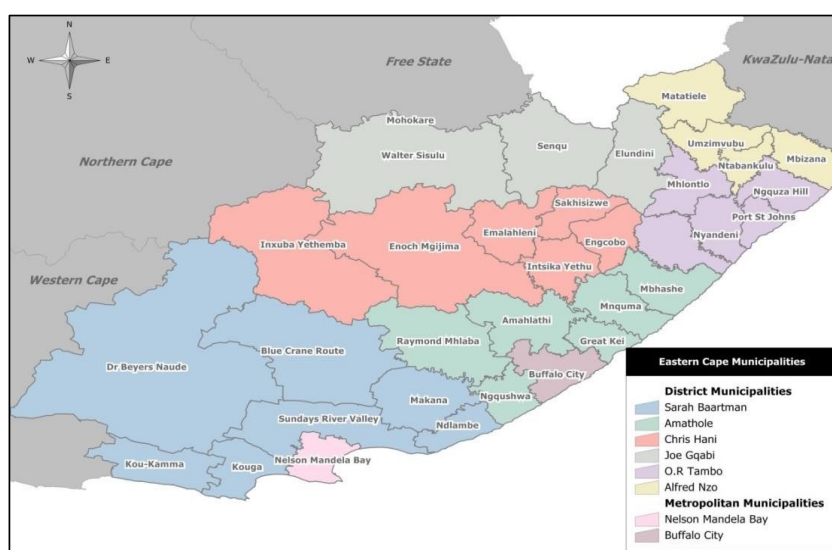 N
W E
S
Free State
KwaZulu-Nata
Northern Cape
Western Cape
Matatiele
Mohokare
Walter Sisulu
Senqu
Elundini
Umzimvubu
Ntabankulu
Mbizana
Mhlontlo
Ngquza Hill
Port St Johns
Nyandeni
Sakhisizwe
Inxuba Yethemba
Enoch Mgijima
Emalahleni
Engcobo
Intsika Yethu
Mbhashe
Mnquma
Amahlathi
Great Kei
Raymond Mhlaba
Blue Crane Route
Dr Beyers Naude
Buffalo City
Ngqushwa
Makana
Sundays River Valley
Ndlambe
Kou-Kamma
Kouga
Nelson Mandela Bay
Eastern Cape Municipalities
District Municipalities
Sarah Baartman
Amathole
Chris Hani
Joe Gqabi
O.R Tambo
Alfred Nzo
Metropolitan Municipalities
Nelson Mandela Bay
Buffalo City